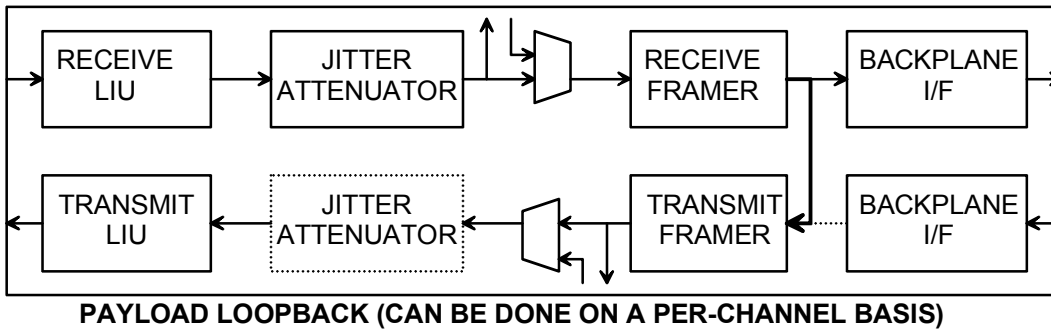 RECEIVE
LIU
JITTER
ATTENUATOR
RECEIVE
FRAMER
BACKPLANE
I/F
TRANSMIT
LIU
JITTER
ATTENUATOR
TRANSMIT
FRAMER
BACKPLANE
I/F
PAYLOAD LOOPBACK (CAN BE DONE ON A PER-CHANNEL BASIS)